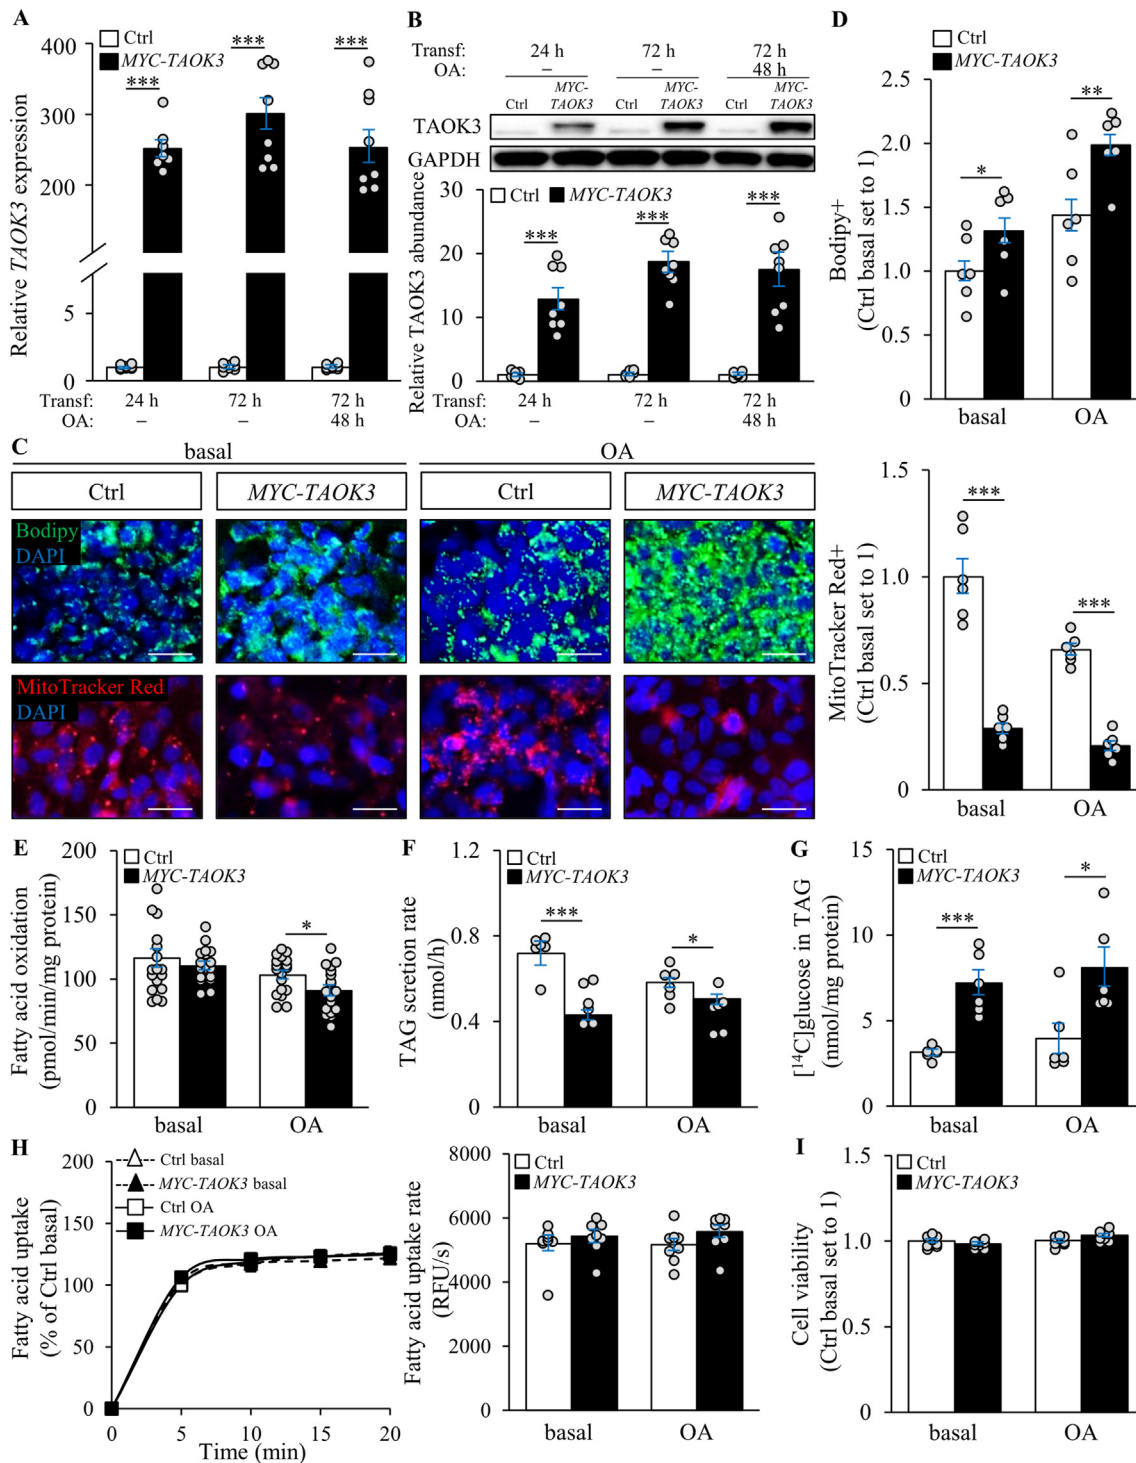 A
Ctrl
MYC-TAOK3
Relative TAOK3 expression
400
300
200
5
1
0
***
***
***
Transf: 24 h 72 h 72 h
OA: – – 48 h
B
Transf: 24 h 72 h 72 h
OA: – – 48 h
Ctrl MYC-TAOK3 Ctrl MYC-TAOK3 Ctrl MYC-TAOK3
TAOK3
GAPDH
Relative TAOK3 abundance
Ctrl MYC-TAOK3
30
20
10
1
0
***
***
***
Transf: 24 h 72 h 72 h
OA: – – 48 h
D
Ctrl
MYC-TAOK3
Bodipy+
(Ctrl basal set to 1)
2.5
2.0
1.5
1.0
0.5
0
*
**
basal OA
C
basal OA
Ctrl MYC-TAOK3 Ctrl MYC-TAOK3
Bodipy
DAPI
MitoTracker Red
DAPI
MitoTracker Red+
(Ctrl basal set to 1)
1.5
1.0
0.5
0
***
***
basal OA
E
Ctrl
MYC-TAOK3
Fatty acid oxidation
(pmol/min/mg protein)
200
150
100
50
0
*
basal OA
F
Ctrl
MYC-TAOK3
TAG scretion rate
(nmol/h)
1.2
0.8
0.4
0
***
*
basal OA
G
Ctrl
MYC-TAOK3
[¹⁴C]glucose in TAG
(nmol/mg protein)
15
10
5
0
***
*
basal OA
H
Ctrl basal
MYC-TAOK3 basal
Ctrl OA
MYC-TAOK3 OA
Fatty acid uptake
(% of Ctrl basal)
200
150
100
50
0
0 5 10 15 20
Time (min)
Ctrl
MYC-TAOK3
Fatty acid uptake rate
(RFU/s)
8000
6000
4000
2000
0
basal OA
I
Ctrl
MYC-TAOK3
Cell viability
(Ctrl basal set to 1)
1.5
1.0
0.5
0
basal OA